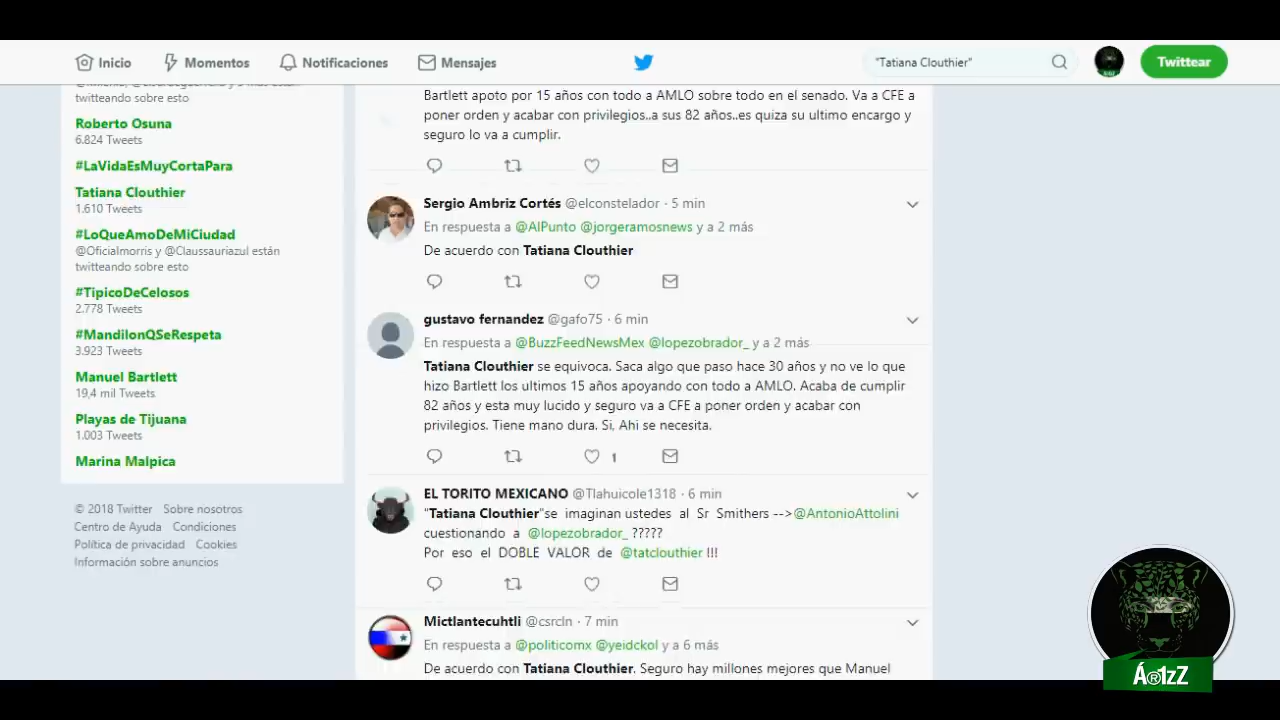 Inicio
Momentos
Notificaciones
Mensajes
"Tatiana Clouthier"
Twittear
twitteando sobre esto
Roberto Osuna
6.824 Tweets
#LaVidaEsMuyCortaPara
Tatiana Clouthier
1.610 Tweets
#LoQueAmoDeMiCiudad
@Oficialmorris y @Claussauriazul están
twitteando sobre esto
#TípicoDeCelosos
2.778 Tweets
#MandilonQSeRespeta
3.923 Tweets
Manuel Bartlett
19,4 mil Tweets
Playas de Tijuana
1.003 Tweets
Marina Malpica
© 2018 Twitter Sobre nosotros
Centro de Ayuda Condiciones
Política de privacidad Cookies
Información sobre anuncios
Bartlett apoto por 15 años con todo a AMLO sobre todo en el senado. Va a CFE a
poner orden y acabar con privilegios..a sus 82 años..es quiza su ultimo encargo y
seguro lo va a cumplir.
Sergio Ambriz Cortés @elconstelador · 5 min
En respuesta a @AlPunto @jorgeramosnews y a 2 más
De acuerdo con Tatiana Clouthier
gustavo fernandez @gafo75 · 6 min
En respuesta a @BuzzFeedNewsMex @lopezobrador_ y a 2 más
Tatiana Clouthier se equivoca. Saca algo que paso hace 30 años y no ve lo que
hizo Bartlett los ultimos 15 años apoyando con todo a AMLO. Acaba de cumplir
82 años y esta muy lucido y seguro va a CFE a poner orden y acabar con
privilegios. Tiene mano dura. Si, Ahi se necesita.
1
EL TORITO MEXICANO @Tlahuicole1318 · 6 min
"Tatiana Clouthier"se imaginan ustedes al Sr Smithers -->@AntonioAttolini
cuestionando a @lopezobrador_ ?????
Por eso el DOBLE VALOR de @tatclouthier !!!
Mictlantecuhtli @csrcln · 7 min
En respuesta a @politicomx @yeidckol y a 6 más
De acuerdo con Tatiana Clouthier. Seguro hay millones mejores que Manuel
Á®1zZ